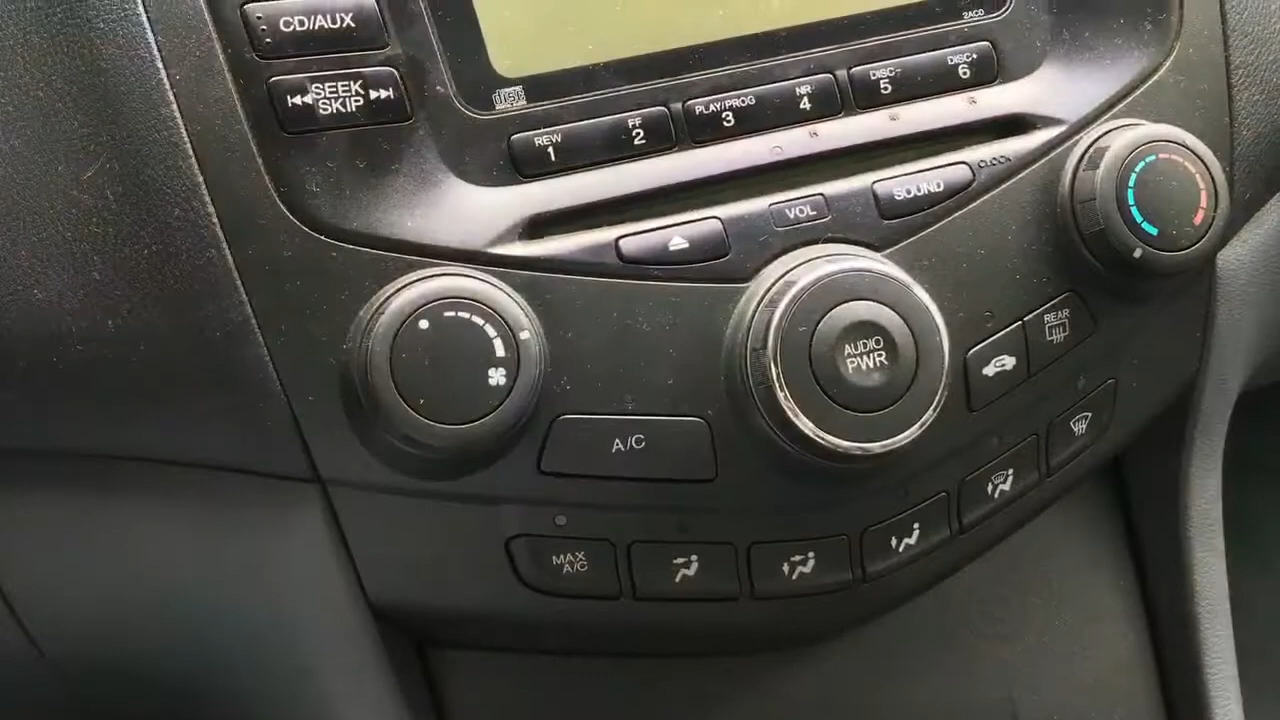 CD/AUX
2ACD
SEEK
SKIP
disc
REW
1
FF
2
PLAY/PROG
3
NR
4
DISC-
5
DISC+
6
VOL
SOUND
CLOCK
AUDIO
PWR
REAR
A/C
MAX
A/C